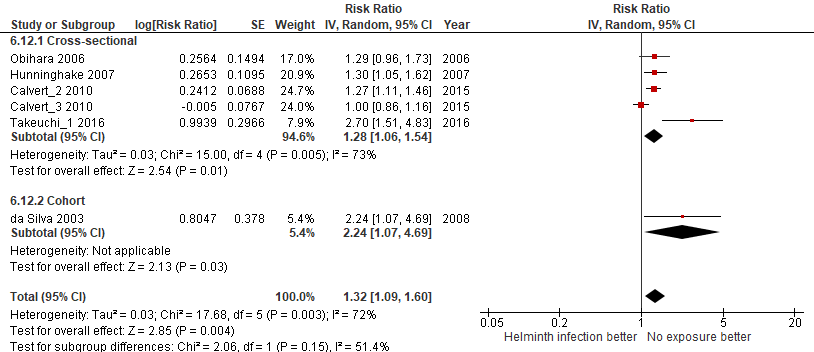 Risk Ratio Risk Ratio
Study or Subgroup log[Risk Ratio] SE Weight IV, Random, 95% CI Year IV, Random, 95% CI
6.12.1 Cross-sectional
Obihara 2006 0.2564 0.1494 17.0% 1.29 [0.96, 1.73] 2006
Hunninghake 2007 0.2653 0.1095 20.9% 1.30 [1.05, 1.62] 2007
Calvert_2 2010 0.2412 0.0688 24.7% 1.27 [1.11, 1.46] 2015
Calvert_3 2010 -0.005 0.0767 24.0% 1.00 [0.86, 1.16] 2015
Takeuchi_1 2016 0.9939 0.2966 7.9% 2.70 [1.51, 4.83] 2016
Subtotal (95% CI) 94.6% 1.28 [1.06, 1.54]
Heterogeneity: Tau² = 0.03; Chi² = 15.00, df = 4 (P = 0.005); I² = 73%
Test for overall effect: Z = 2.54 (P = 0.01)
6.12.2 Cohort
da Silva 2003 0.8047 0.378 5.4% 2.24 [1.07, 4.69] 2008
Subtotal (95% CI) 5.4% 2.24 [1.07, 4.69]
Heterogeneity: Not applicable
Test for overall effect: Z = 2.13 (P = 0.03)
Total (95% CI) 100.0% 1.32 [1.09, 1.60]
Heterogeneity: Tau² = 0.03; Chi² = 17.68, df = 5 (P = 0.003); I² = 72%
Test for overall effect: Z = 2.85 (P = 0.004)
Test for subgroup differences: Chi² = 2.06, df = 1 (P = 0.15), I² = 51.4%
0.05 0.2 1 5 20
Helminth infection better No exposure better